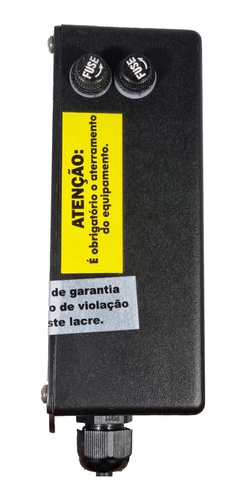 FUSE
FUSE
ATENÇÃO:
É obrigatório o aterramento
do equipamento.
de garantia
o de violação
ste lacre.